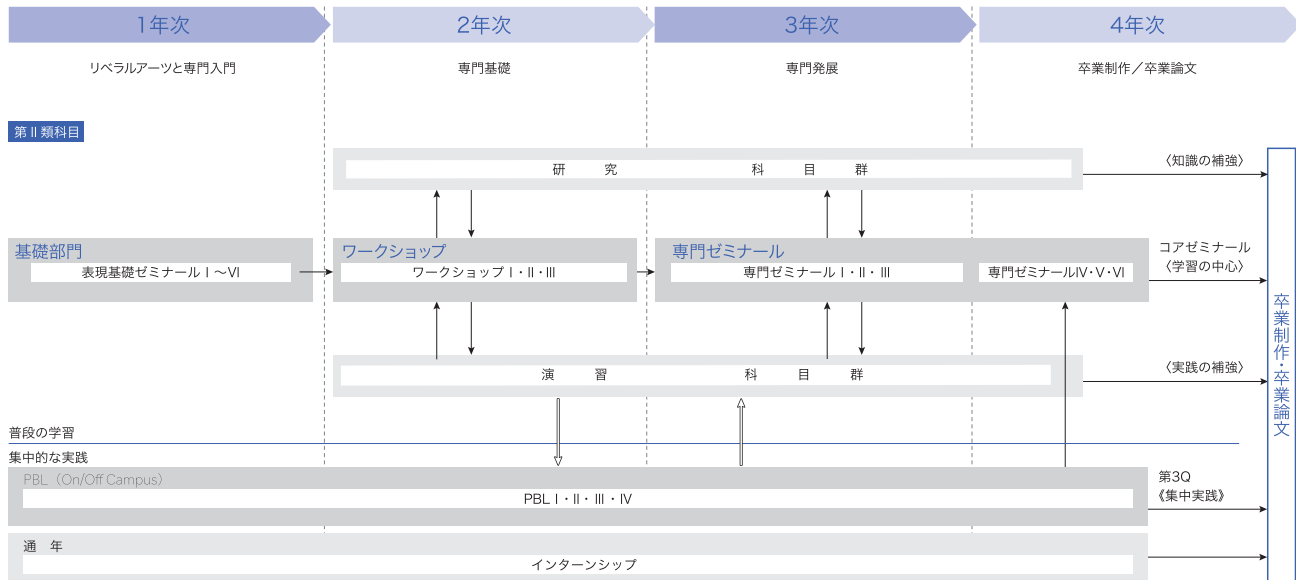 1年次
2年次
3年次
4年次
リベラルアーツと専門入門
専門基礎
専門発展
卒業制作／卒業論文
第Ⅱ類科目
研究科目群
〈知識の補強〉
基礎部門
表現基礎ゼミナールⅠ〜Ⅵ
ワークショップ
ワークショップⅠ・Ⅱ・Ⅲ
専門ゼミナール
専門ゼミナールⅠ・Ⅱ・Ⅲ
専門ゼミナールⅣ・Ⅴ・Ⅵ
コアゼミナール
〈学習の中心〉
演習科目群
〈実践の補強〉
卒業制作・卒業論文
普段の学習
集中的な実践
PBL（On/Off Campus）
PBLⅠ・Ⅱ・Ⅲ・Ⅳ
第3Q
《集中実践》
通年
インターンシップ